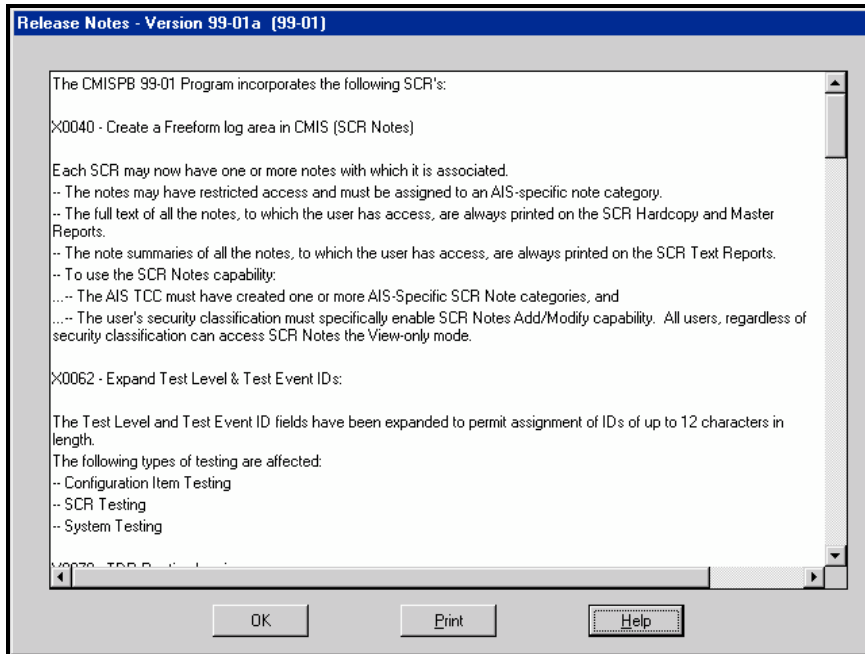 Release Notes - Version 99-01a (99-01)
The CMISPB 99-01 Program incorporates the following SCR's:
X0040 - Create a Freeform log area in CMIS (SCR Notes)
Each SCR may now have one or more notes with which it is associated.
-- The notes may have restricted access and must be assigned to an AIS-specific note category.
-- The full text of all the notes, to which the user has access, are always printed on the SCR Hardcopy and Master
Reports.
-- The note summaries of all the notes, to which the user has access, are always printed on the SCR Text Reports.
-- To use the SCR Notes capability:
...-- The AIS TCC must have created one or more AIS-Specific SCR Note categories, and
...-- The user's security classification must specifically enable SCR Notes Add/Modify capability. All users, regardless of
security classification can access SCR Notes the View-only mode.
X0062 - Expand Test Level & Test Event IDs:
The Test Level and Test Event ID fields have been expanded to permit assignment of IDs of up to 12 characters in
length.
The following types of testing are affected:
-- Configuration Item Testing
-- SCR Testing
-- System Testing
OK
Print
Help